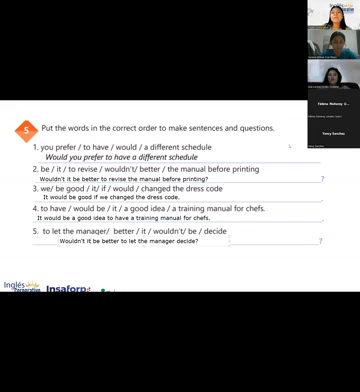 5 Put the words in the correct order to make sentences and questions.
1. you prefer / to have / would / a different schedule
Would you prefer to have a different schedule
2. be / it / to revise / wouldn't/ better / the manual before printing
Wouldn't it be better to revise the manual before printing? ?
3. we/ be good / it/ if / would / changed the dress code
It would be good if we changed the dress code. .
4. to have / would be / it / a good idea / a training manual for chefs.
It would be a good idea to have a training manual for chefs. .
5. to let the manager/ better / it / wouldn't/ be / decide
Wouldn't it be better to let the manager decide? ?
Inglés
Insaforp
Yancy Sanchez